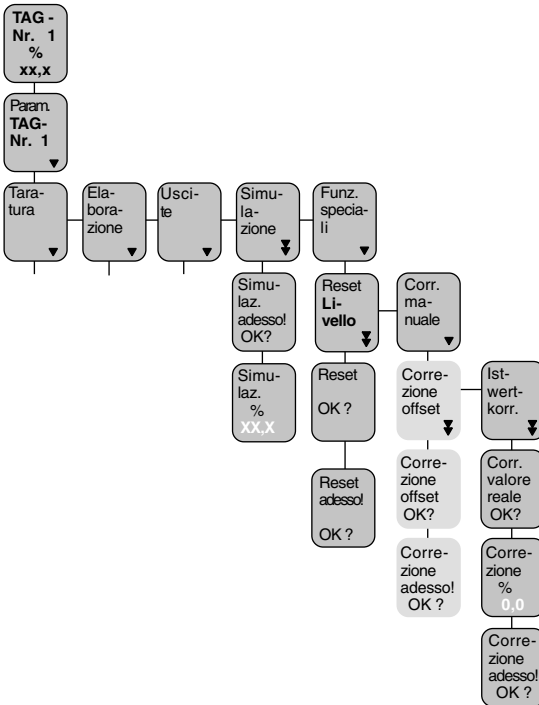 TAG -
Nr. 1
%
xx,x
Param.
TAG-
Nr. 1
Tara-
tura
Ela-
bora-
zione
Usci-
te
Simu-
la-
zione
Funz.
specia-
li
Simu-
laz.
adesso!
OK?
Reset
Li-
vello
Corr.
ma-
nuale
Simu-
laz.
%
XX,X
Reset
OK ?
Corre-
zione
offset
Ist-
wert-
korr.
Reset
adesso!
OK ?
Corre-
zione
offset
OK?
Corr.
valore
reale
OK?
Corre-
zione
adesso!
OK ?
Corre-
zione
%
0,0
Corre-
zione
adesso!
OK ?